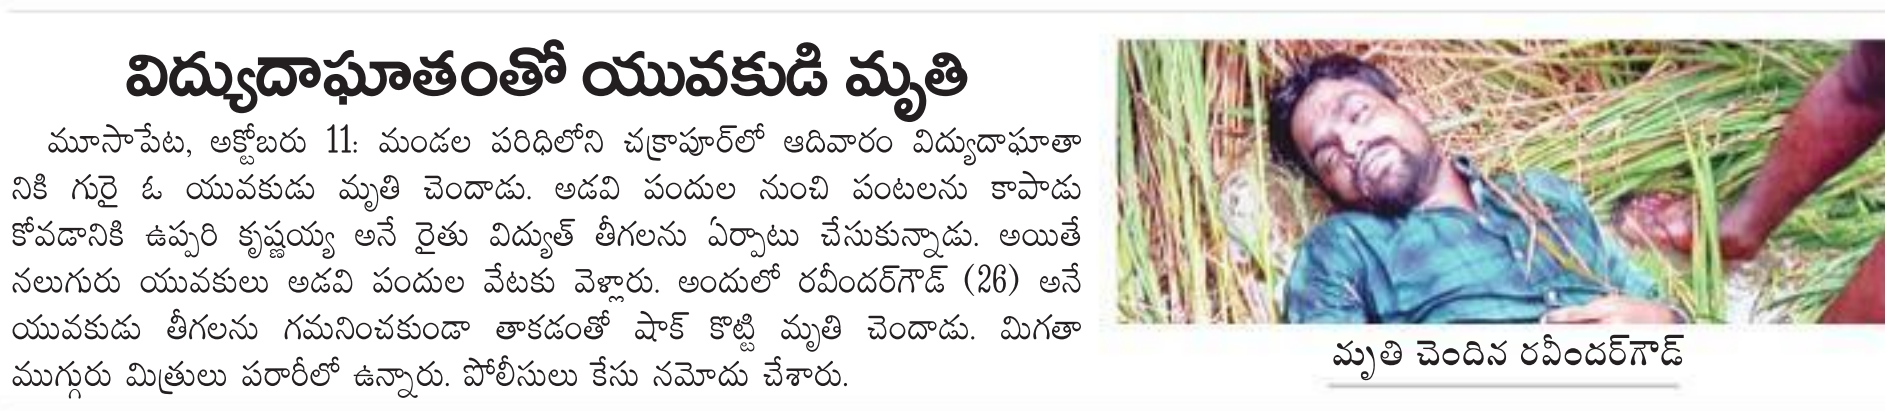 విద్యుదాఘాతంతో యువకుడి మృతి
మూసాపేట, అక్టోబరు 11: మండల పరిధిలోని చక్రాపూర్‌లో ఆదివారం విద్యుదాఘాతా
నికి గురై ఓ యువకుడు మృతి చెందాడు. అడవి పందుల నుంచి పంటలను కాపాడు
కోవడానికి ఉప్పరి కృష్ణయ్య అనే రైతు విద్యుత్ తీగలను ఏర్పాటు చేసుకున్నాడు. అయితే
నలుగురు యువకులు అడవి పందుల వేటకు వెళ్లారు. అందులో రవీందర్‌గౌడ్ (26) అనే
యువకుడు తీగలను గమనించకుండా తాకడంతో షాక్ కొట్టి మృతి చెందాడు. మిగతా
ముగ్గురు మిత్రులు పరారీలో ఉన్నారు. పోలీసులు కేసు నమోదు చేశారు.
మృతి చెందిన రవీందర్‌గౌడ్